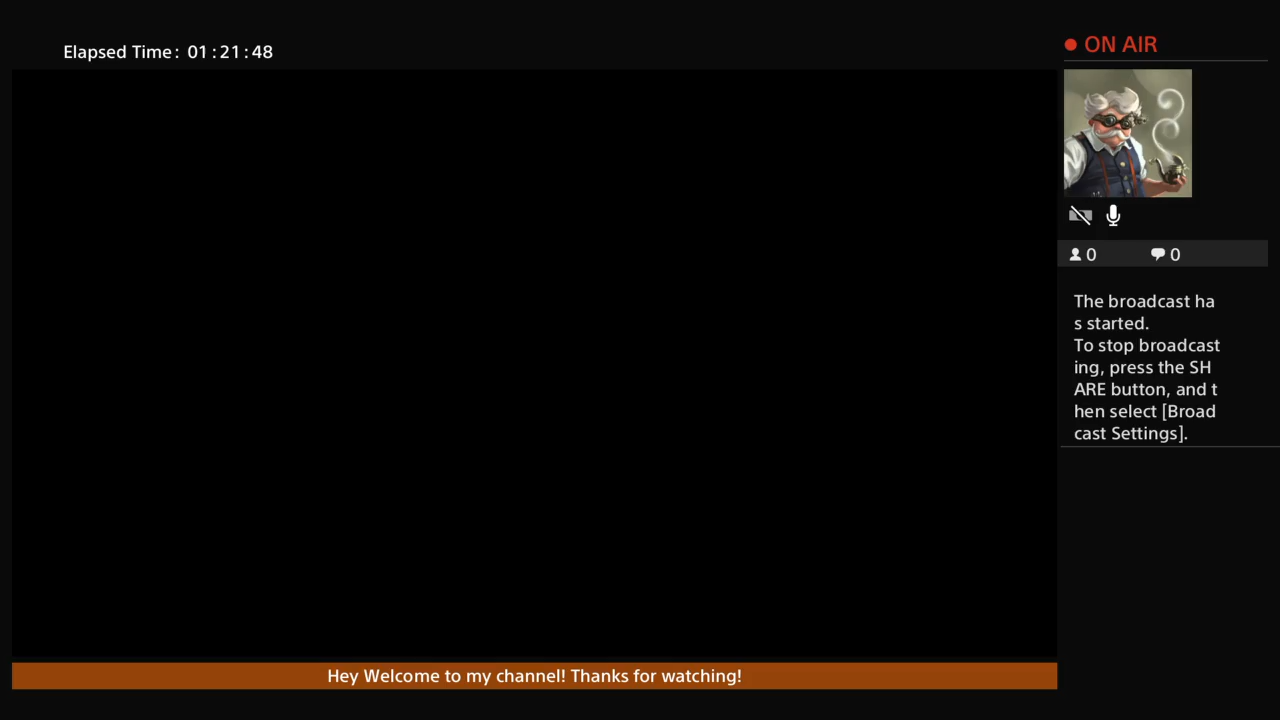 Elapsed Time: 01:21:48
ON AIR
0 0
The broadcast ha
s started.
To stop broadcast
ing, press the SH
ARE button, and t
hen select [Broad
cast Settings].
Hey Welcome to my channel! Thanks for watching!